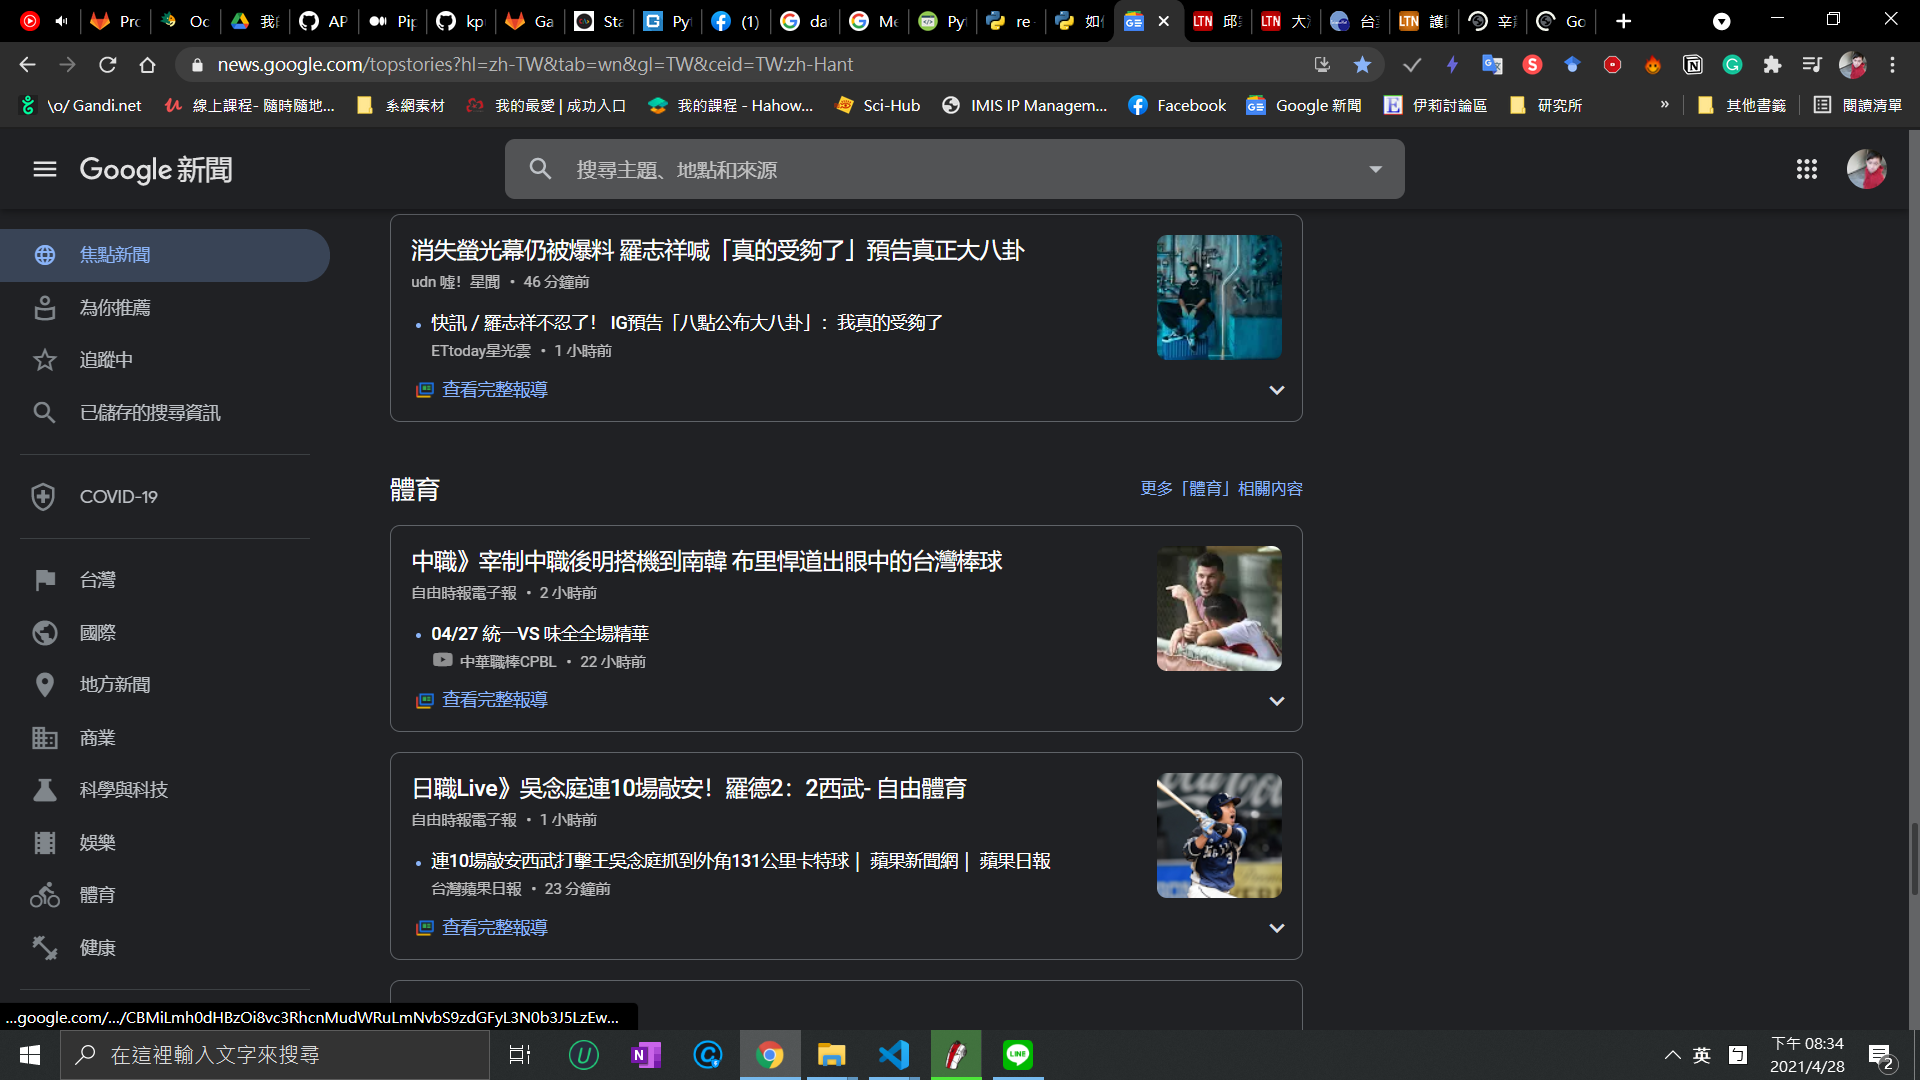 Prc
Oc
我的
AP
Pip
kp
Ga
Sta
Py
(1)
da
Me
Py
re
如何
邱
大
台
護
辛
Go
news.google.com/topstories?hl=zh-TW&tab=wn&gl=TW&ceid=TW:zh-Hant
\o/ Gandi.net
線上課程- 隨時隨地...
系網素材
我的最愛 | 成功入口
我的課程 - Hahow...
Sci-Hub
IMIS IP Managem...
Facebook
Google 新聞
伊莉討論區
研究所
»
其他書籤
閱讀清單
Google 新聞
搜尋主題、地點和來源
焦點新聞
為你推薦
追蹤中
已儲存的搜尋資訊
COVID-19
台灣
國際
地方新聞
商業
科學與科技
娛樂
體育
健康
消失螢光幕仍被爆料 羅志祥喊「真的受夠了」預告真正大八卦
udn 噓！星聞 • 46 分鐘前
• 快訊／羅志祥不忍了！ IG預告「八點公布大八卦」：我真的受夠了
ETtoday星光雲 • 1 小時前
查看完整報導
體育
更多「體育」相關內容
中職》宰制中職後明搭機到南韓 布里悍道出眼中的台灣棒球
自由時報電子報 • 2 小時前
• 04/27 統一VS 味全全場精華
中華職棒CPBL • 22 小時前
查看完整報導
日職Live》吳念庭連10場敲安！羅德2：2西武- 自由體育
自由時報電子報 • 1 小時前
• 連10場敲安西武打擊王吳念庭抓到外角131公里卡特球｜ 蘋果新聞網｜ 蘋果日報
台灣蘋果日報 • 23 分鐘前
查看完整報導
...google.com/.../CBMiLmh0dHBzOi8vc3RhcnMudWRuLmNvbS9zdGFyL3N0b3J5LzEw...
在這裡輸入文字來搜尋
英
下午 08:34
2021/4/28
2